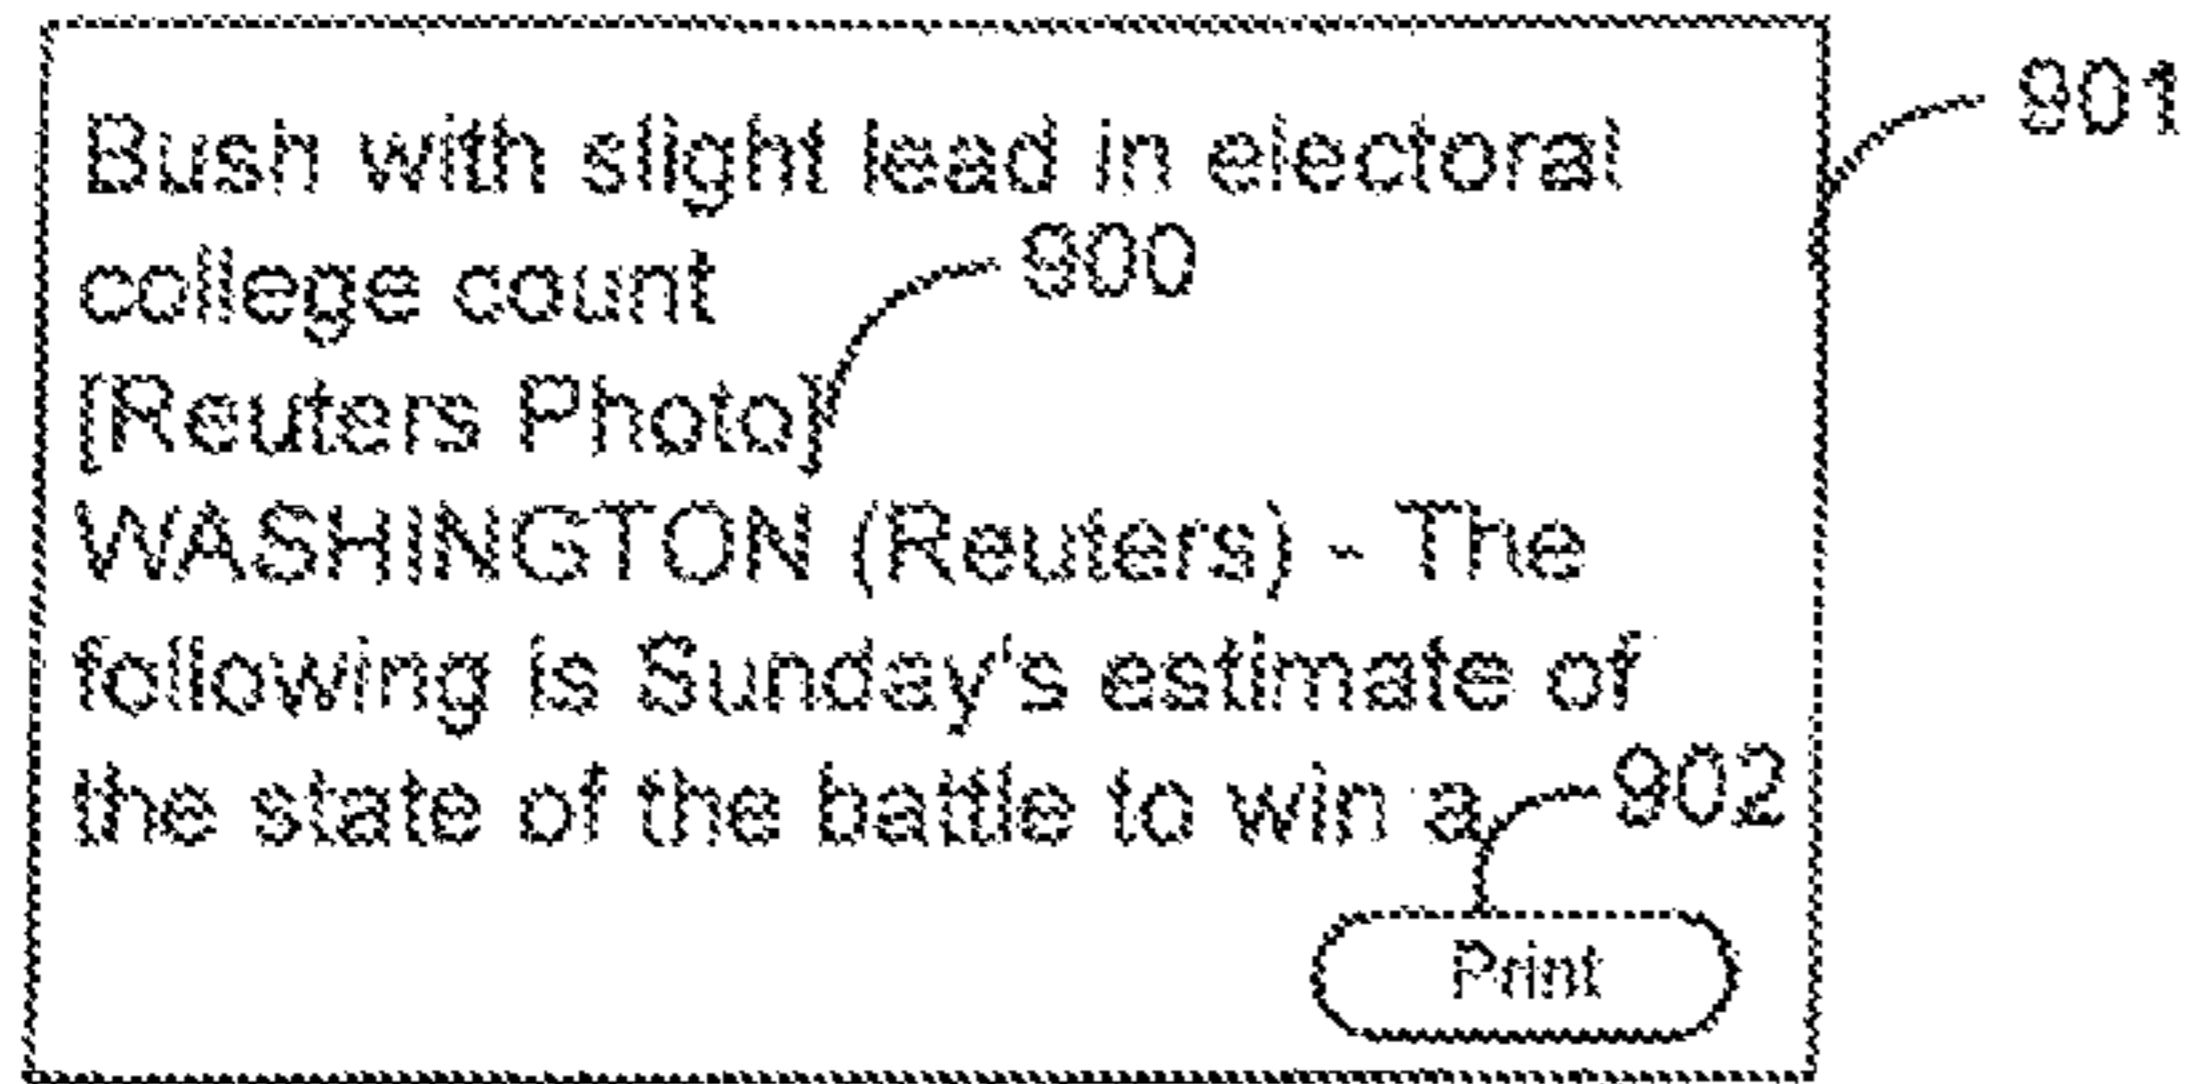 901
Bush with slight lead in electoral
900
college count
[Reuters Photo]
WASHINGTON (Reuters) - The
following is Sunday's estimate of
the state of the battle to win a
902
Print